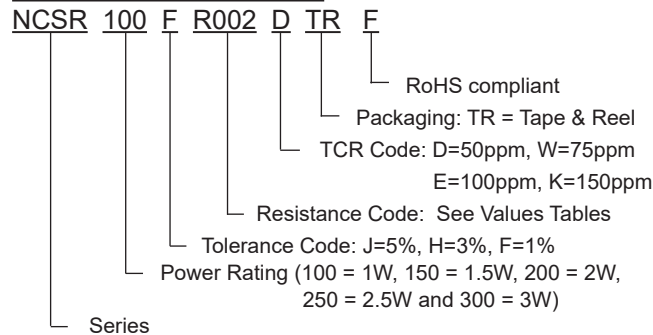 NCSR 100 F R002 D TR F
RoHS compliant
Packaging: TR = Tape & Reel
TCR Code: D=50ppm, W=75ppm
E=100ppm, K=150ppm
Resistance Code: See Values Tables
Tolerance Code: J=5%, H=3%, F=1%
Power Rating (100 = 1W, 150 = 1.5W, 200 = 2W,
250 = 2.5W and 300 = 3W)
Series